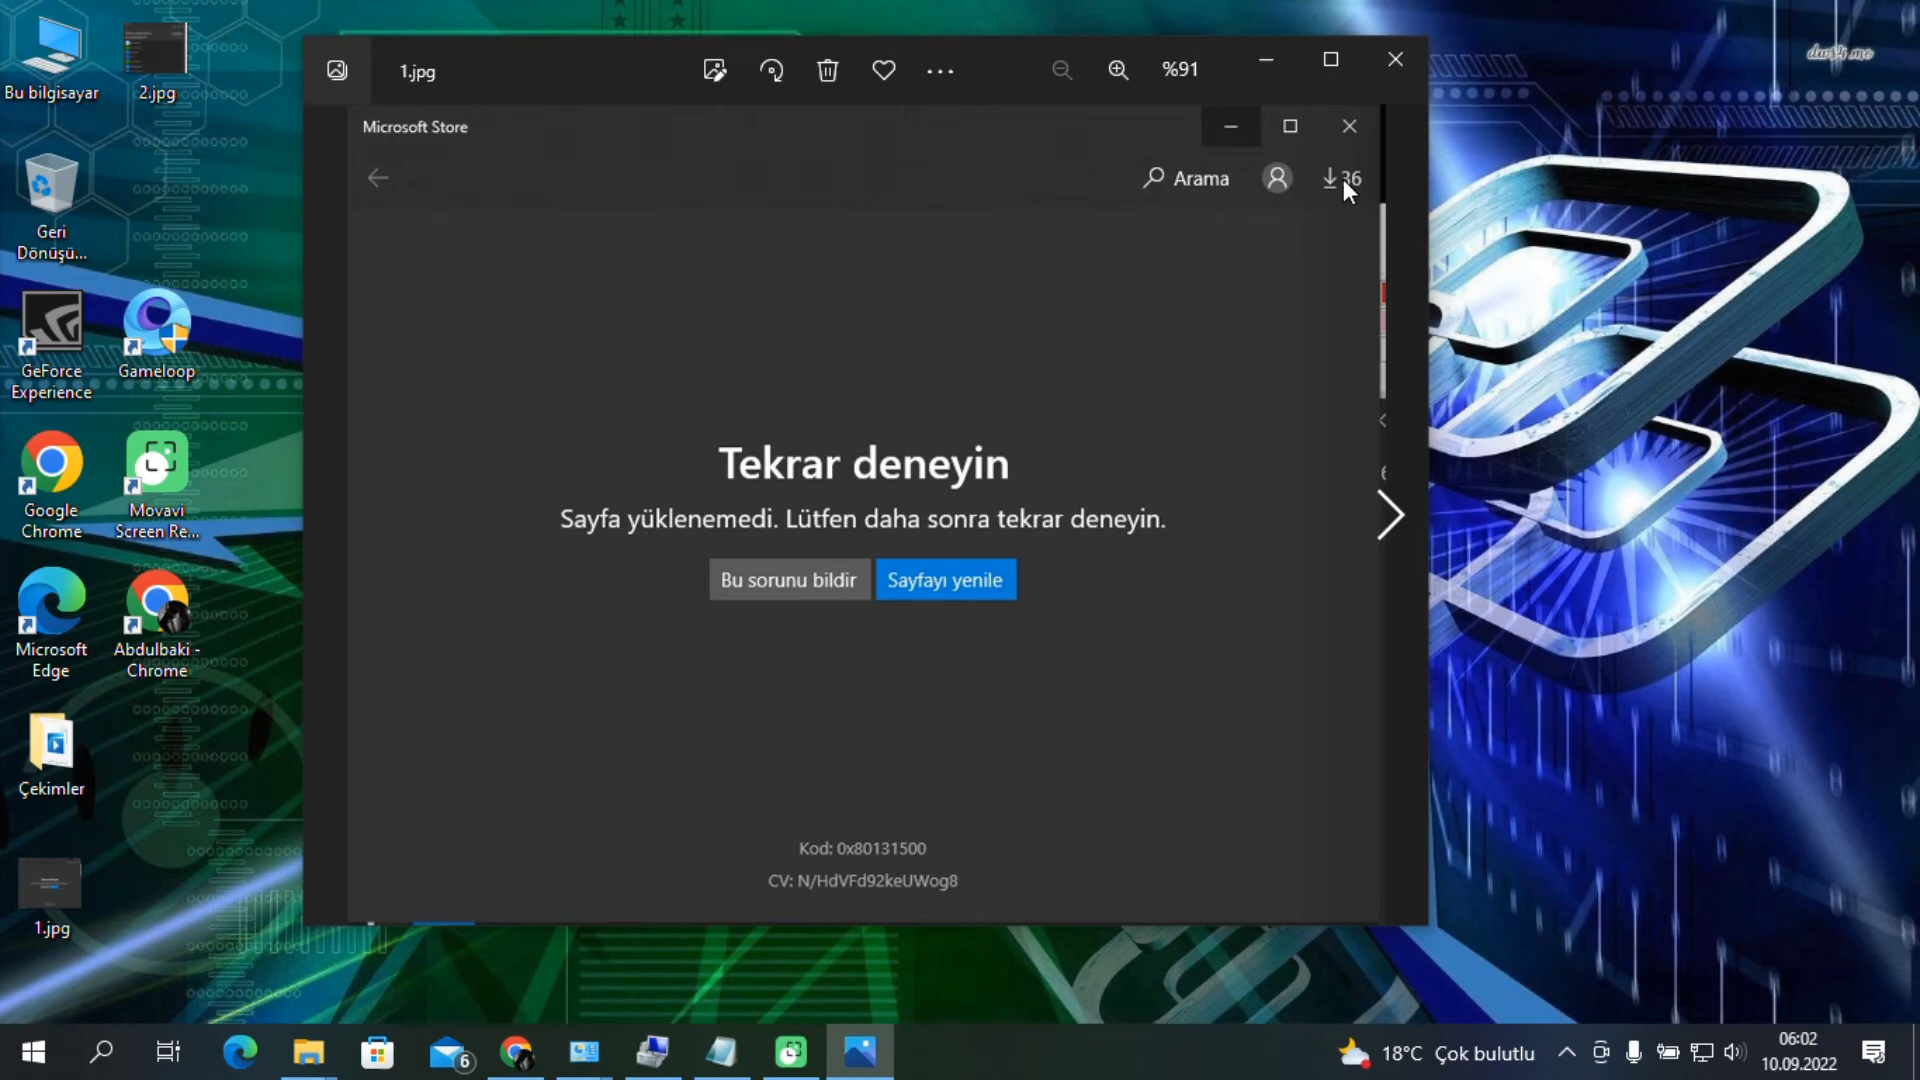 Bu bilgisayar
2.jpg
Geri
Dönüşü...
GeForce
Experience
Gameloop
Google
Chrome
Movavi
Screen Re...
Microsoft
Edge
Abdulbaki -
Chrome
Çekimler
1.jpg
1.jpg
%91
Microsoft Store
Arama
36
Tekrar deneyin
Sayfa yüklenemedi. Lütfen daha sonra tekrar deneyin.
Bu sorunu bildir
Sayfayı yenile
Kod: 0x80131500
CV: N/HdVFd92keUWog8
6
18°C Çok bulutlu
06:02
10.09.2022